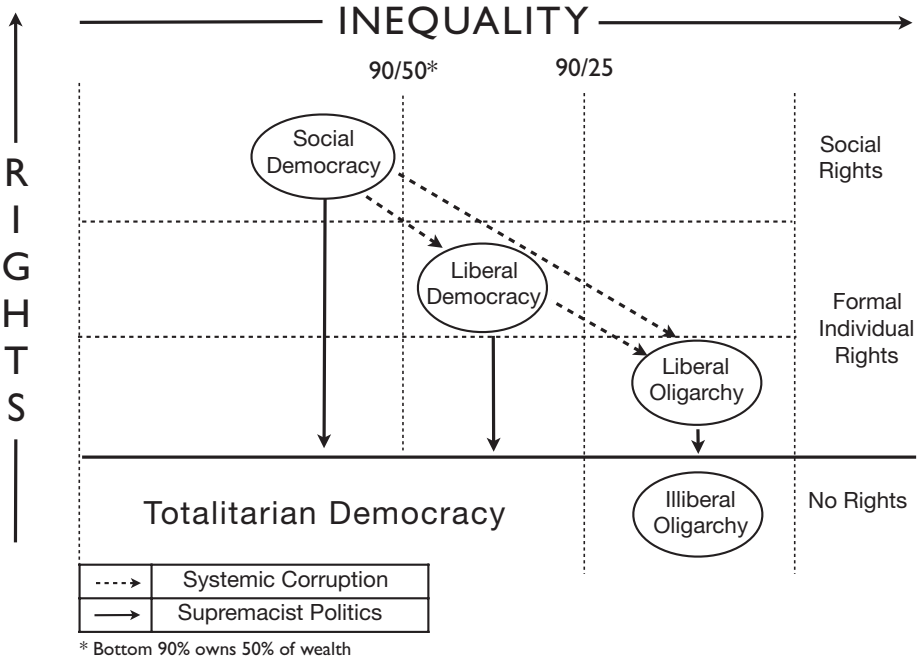 INEQUALITY
90/50*
90/25
RIGHTS
Social
Democracy
Social
Rights
Liberal
Democracy
Formal
Individual
Rights
Liberal
Oligarchy
Totalitarian Democracy
Illiberal
Oligarchy
No Rights
Systemic Corruption
Supremacist Politics
* Bottom 90% owns 50% of wealth